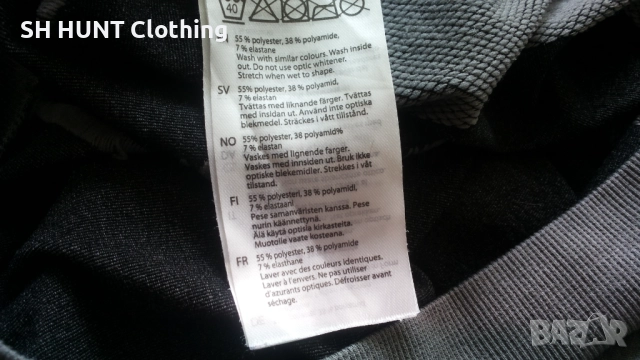 SH HUNT Clothing
40
55 % polyester, 38 % polyamide,
7 % elastane
Wash with similar colours. Wash inside
out. Do not use optic whitener.
Stretch when wet to shape.
SV 55% polyester, 38 % polyamid,
7 % elastan
Tvättas med liknande färger. Tvättas
med insidan ut. Använd inte optiska
blekmedel. Sträckes i vått tillstånd.
NO 55% polyester, 38 polyamid%
7 % elastan
Vaskes med lignende farger.
Vaskes med innsiden ut. Bruk ikke
optiske blekemidler. Strekkes i våt
tilstand.
FI 55 % polyesteri, 38 % polyamidi,
7 % elastaani
Pese samanväristen kanssa. Pese
nurin käännettynä.
Älä käytä optisia kirkasteita.
Muotoile vaate kosteana.
FR 55 % polyester, 38 % polyamide
7 % elasthane
Laver avec des couleurs identiques.
Laver à l'envers. Ne pas utiliser
d'azurants optiques. Défroisser avant
séchage.
BAZAR